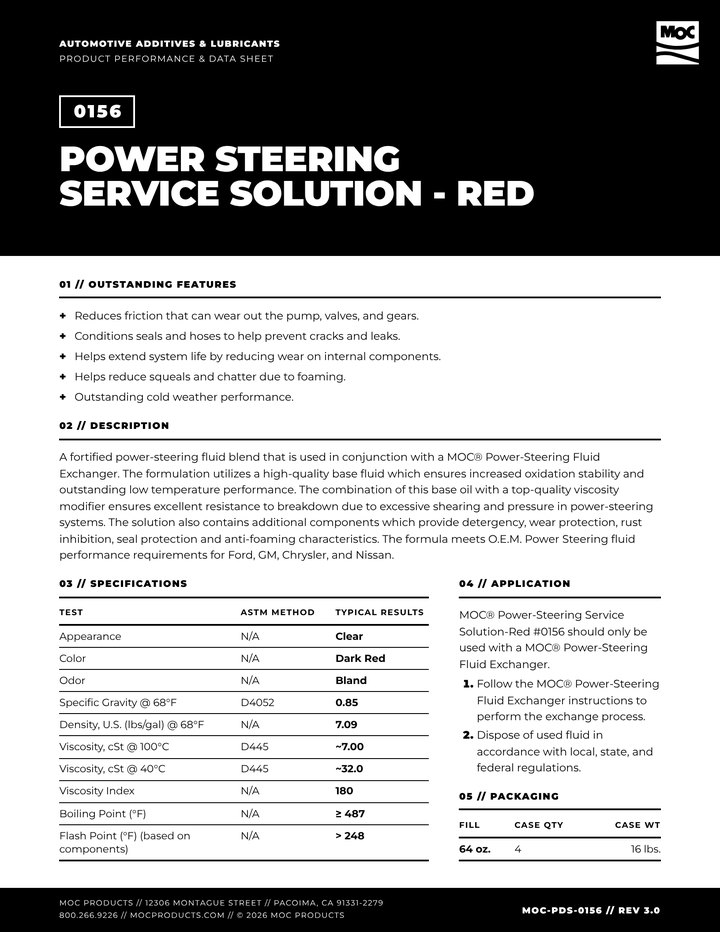 AUTOMOTIVE ADDITIVES & LUBRICANTS
PRODUCT PERFORMANCE & DATA SHEET
MOC
0156
POWER STEERING
SERVICE SOLUTION - RED
01 // OUTSTANDING FEATURES
+ Reduces friction that can wear out the pump, valves, and gears.
+ Conditions seals and hoses to help prevent cracks and leaks.
+ Helps extend system life by reducing wear on internal components.
+ Helps reduce squeals and chatter due to foaming.
+ Outstanding cold weather performance.
02 // DESCRIPTION
A fortified power-steering fluid blend that is used in conjunction with a MOC® Power-Steering Fluid
Exchanger. The formulation utilizes a high-quality base fluid which ensures increased oxidation stability and
outstanding low temperature performance. The combination of this base oil with a top-quality viscosity
modifier ensures excellent resistance to breakdown due to excessive shearing and pressure in power-steering
systems. The solution also contains additional components which provide detergency, wear protection, rust
inhibition, seal protection and anti-foaming characteristics. The formula meets O.E.M. Power Steering fluid
performance requirements for Ford, GM, Chrysler, and Nissan.
03 // SPECIFICATIONS
TEST ASTM METHOD TYPICAL RESULTS
Appearance N/A Clear
Color N/A Dark Red
Odor N/A Bland
Specific Gravity @ 68°F D4052 0.85
Density, U.S. (lbs/gal) @ 68°F N/A 7.09
Viscosity, cSt @ 100°C D445 ~7.00
Viscosity, cSt @ 40°C D445 ~32.0
Viscosity Index N/A 180
Boiling Point (°F) N/A ≥ 487
Flash Point (°F) (based on N/A > 248
components)
04 // APPLICATION
MOC® Power-Steering Service
Solution-Red #0156 should only be
used with a MOC® Power-Steering
Fluid Exchanger.
1. Follow the MOC® Power-Steering
Fluid Exchanger instructions to
perform the exchange process.
2. Dispose of used fluid in
accordance with local, state, and
federal regulations.
05 // PACKAGING
FILL CASE QTY CASE WT
64 oz. 4 16 lbs.
MOC PRODUCTS // 12306 MONTAGUE STREET // PACOIMA, CA 91331-2279
800.266.9226 // MOCPRODUCTS.COM // © 2026 MOC PRODUCTS
MOC-PDS-0156 // REV 3.0